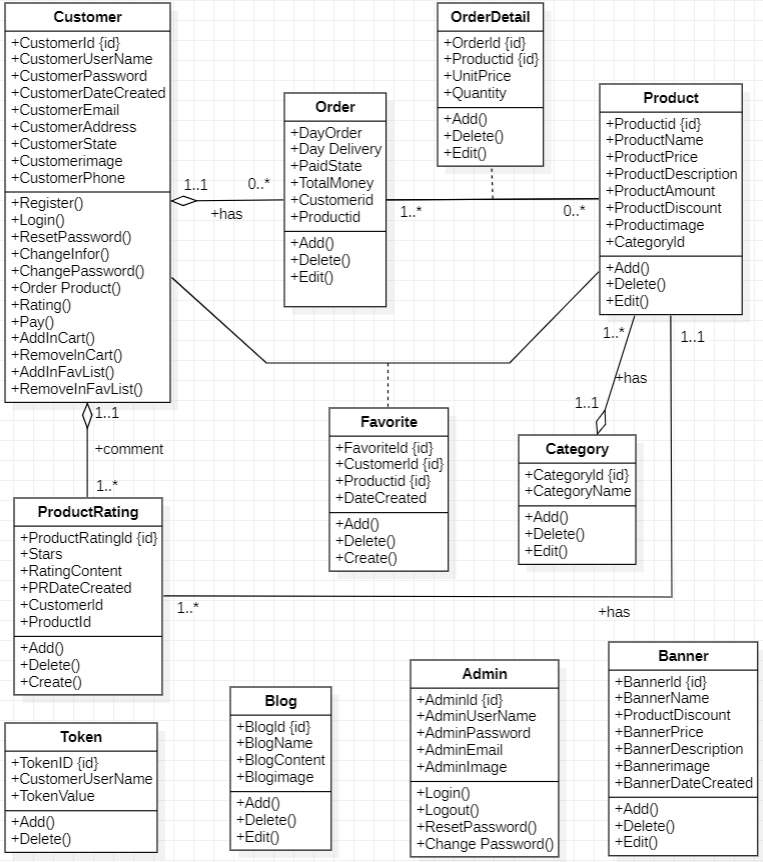 Customer
+CustomerId {id}
+CustomerUserName
+CustomerPassword
+CustomerDateCreated
+CustomerEmail
+CustomerAddress
+CustomerState
+Customerimage
+CustomerPhone
+Register()
+Login()
+ResetPassword()
+ChangeInfor()
+ChangePassword()
+Order Product()
+Rating()
+Pay()
+AddInCart()
+RemoveInCart()
+AddInFavList()
+RemoveInFavList()
1..1
0..*
+has
Order
+DayOrder
+Day Delivery
+PaidState
+TotalMoney
+Customerid
+Productid
+Add()
+Delete()
+Edit()
OrderDetail
+OrderId {id}
+Productid {id}
+UnitPrice
+Quantity
+Add()
+Delete()
+Edit()
1..*
0..*
Product
+Productid {id}
+ProductName
+ProductPrice
+ProductDescription
+ProductAmount
+ProductDiscount
+Productimage
+CategoryId
+Add()
+Delete()
+Edit()
1..*
1..1
+has
1..1
Favorite
+FavoriteId {id}
+CustomerId {id}
+Productid {id}
+DateCreated
+Add()
+Delete()
+Create()
Category
+CategoryId {id}
+CategoryName
+Add()
+Delete()
+Edit()
1..1
+comment
1..*
ProductRating
+ProductRatingId {id}
+Stars
+RatingContent
+PRDateCreated
+CustomerId
+ProductId
+Add()
+Delete()
+Create()
1..*
+has
Token
+TokenID {id}
+CustomerUserName
+TokenValue
+Add()
+Delete()
Blog
+BlogId {id}
+BlogName
+BlogContent
+Blogimage
+Add()
+Delete()
+Edit()
Admin
+AdminId {id}
+AdminUserName
+AdminPassword
+AdminEmail
+AdminImage
+Login()
+Logout()
+ResetPassword()
+Change Password()
Banner
+BannerId {id}
+BannerName
+ProductDiscount
+BannerPrice
+BannerDescription
+Bannerimage
+BannerDateCreated
+Add()
+Delete()
+Edit()